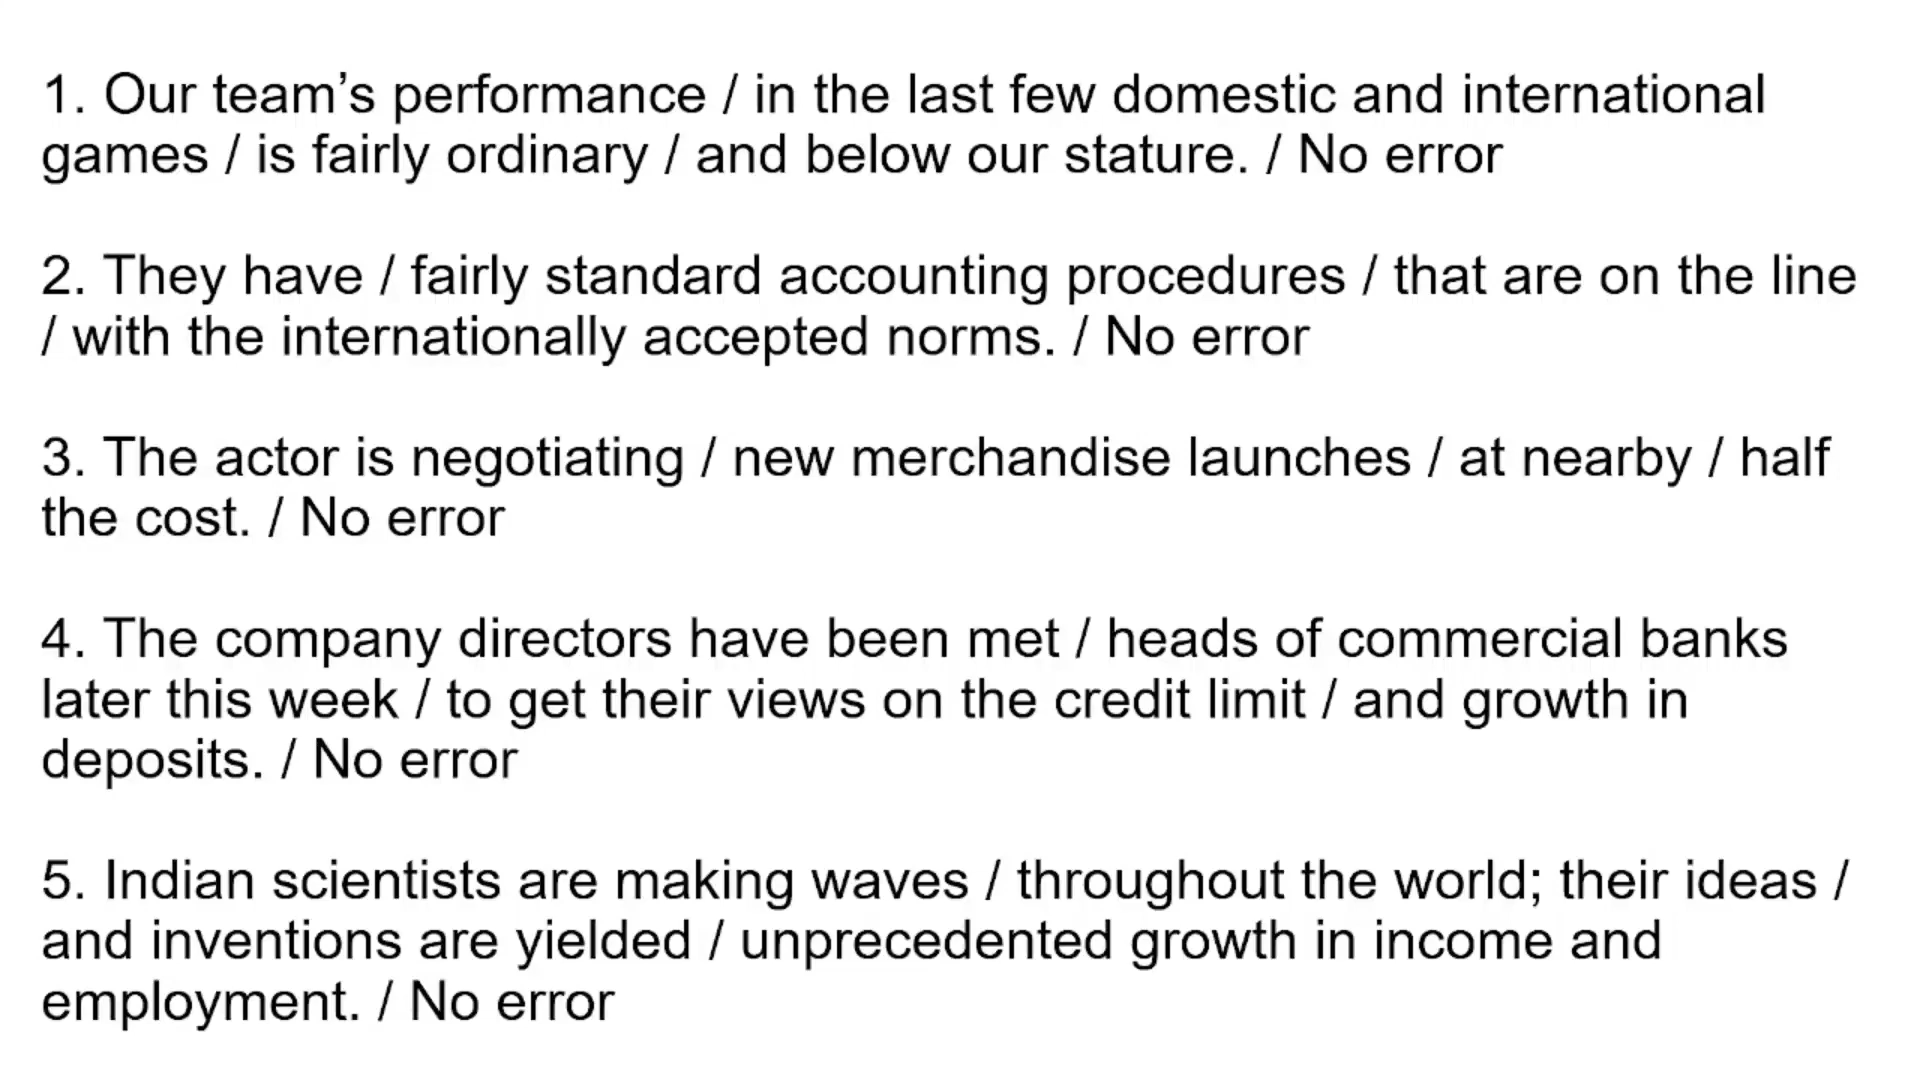 1. Our team’s performance / in the last few domestic and international
games / is fairly ordinary / and below our stature. / No error
2. They have / fairly standard accounting procedures / that are on the line
/ with the internationally accepted norms. / No error
3. The actor is negotiating / new merchandise launches / at nearby / half
the cost. / No error
4. The company directors have been met / heads of commercial banks
later this week / to get their views on the credit limit / and growth in
deposits. / No error
5. Indian scientists are making waves / throughout the world; their ideas /
and inventions are yielded / unprecedented growth in income and
employment. / No error